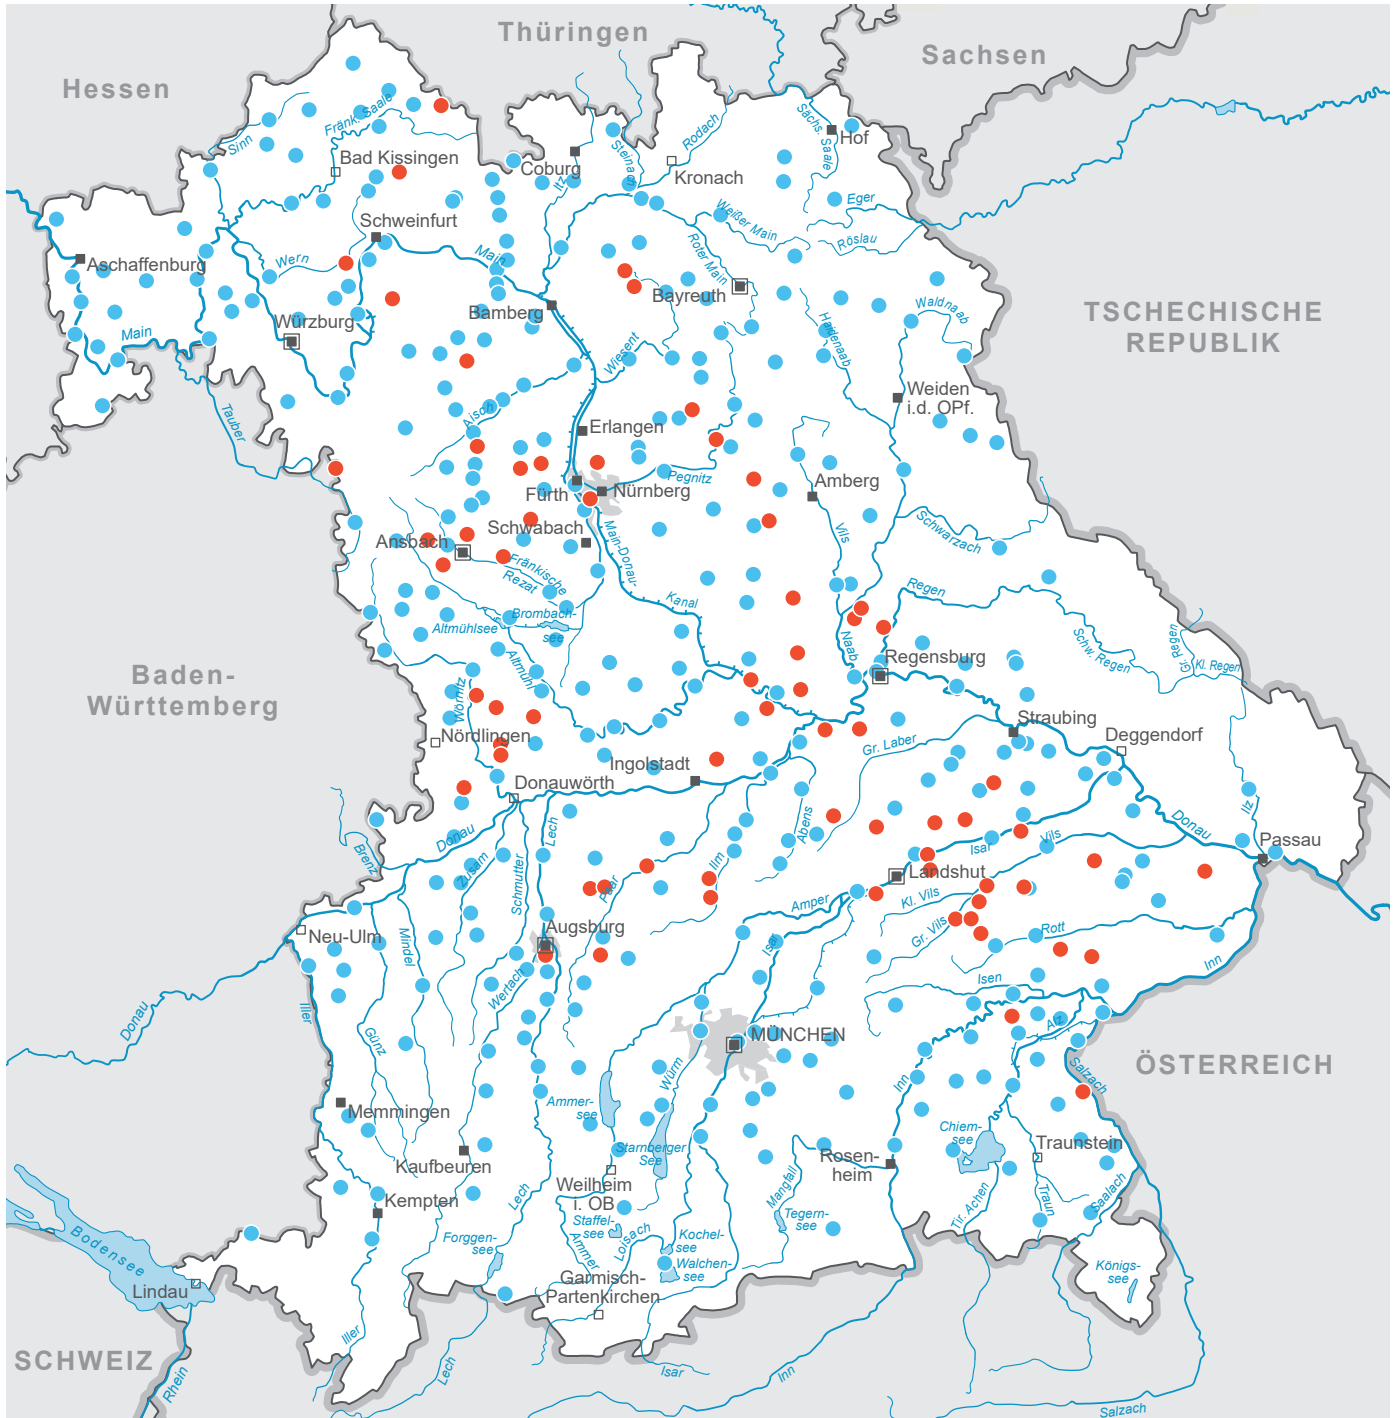 Thüringen
Sachsen
Hessen
Fränk. Saale
Sinn
Rodach
Sächs. Saale
Hof
Steinach
Bad Kissingen
Coburg
Itz
Kronach
Eger
Weißer Main
Röslau
Schweinfurt
Main
Wern
Roter Main
Aschaffenburg
Bayreuth
Waldnaab
TSCHECHISCHE
REPUBLIK
Bamberg
Würzburg
Main
Heidenaab
Wiesent
Weiden
i.d. OPf.
Tauber
Aisch
Erlangen
Pegnitz
Amberg
Fürth
Nürnberg
Schwabach
Main-Donau-
Kanal
Vils
Schwarzach
Ansbach
Fränkische
Rezat
Regen
Brombach-
see
Altmühlsee
Altmühl
Naab
Schw. Regen
Gr. Regen
Kl. Regen
Regensburg
Baden-
Württemberg
Wörnitz
Nördlingen
Straubing
Deggendorf
Gr. Laber
Ingolstadt
Donauwörth
Lech
Abens
Ilz
Donau
Donau
Brenz
Zusam
Schmutter
Paar
Ilm
Isar
Vils
Passau
Landshut
Kl. Vils
Gr. Vils
Amper
Rott
Neu-Ulm
Mindel
Augsburg
Isar
Inn
Wertach
Isen
Donau
Iller
Günz
Alz
MÜNCHEN
Würm
Inn
Salzach
ÖSTERREICH
Memmingen
Ammer-
see
Starnberger
See
Chiem-
see
Traunstein
Kaufbeuren
Rosen-
heim
Weilheim
i. OB
Mangfall
Kempten
Lech
Tir. Achen
Traun
Saalach
Staffel-
see
Tegern-
see
Forggen-
see
Ammer
Loisach
Kochel-
see
Walchen-
see
Bodensee
Lindau
Garmisch-
Partenkirchen
Königs-
see
Iller
SCHWEIZ
Rhein
Lech
Isar
Inn
Salzach